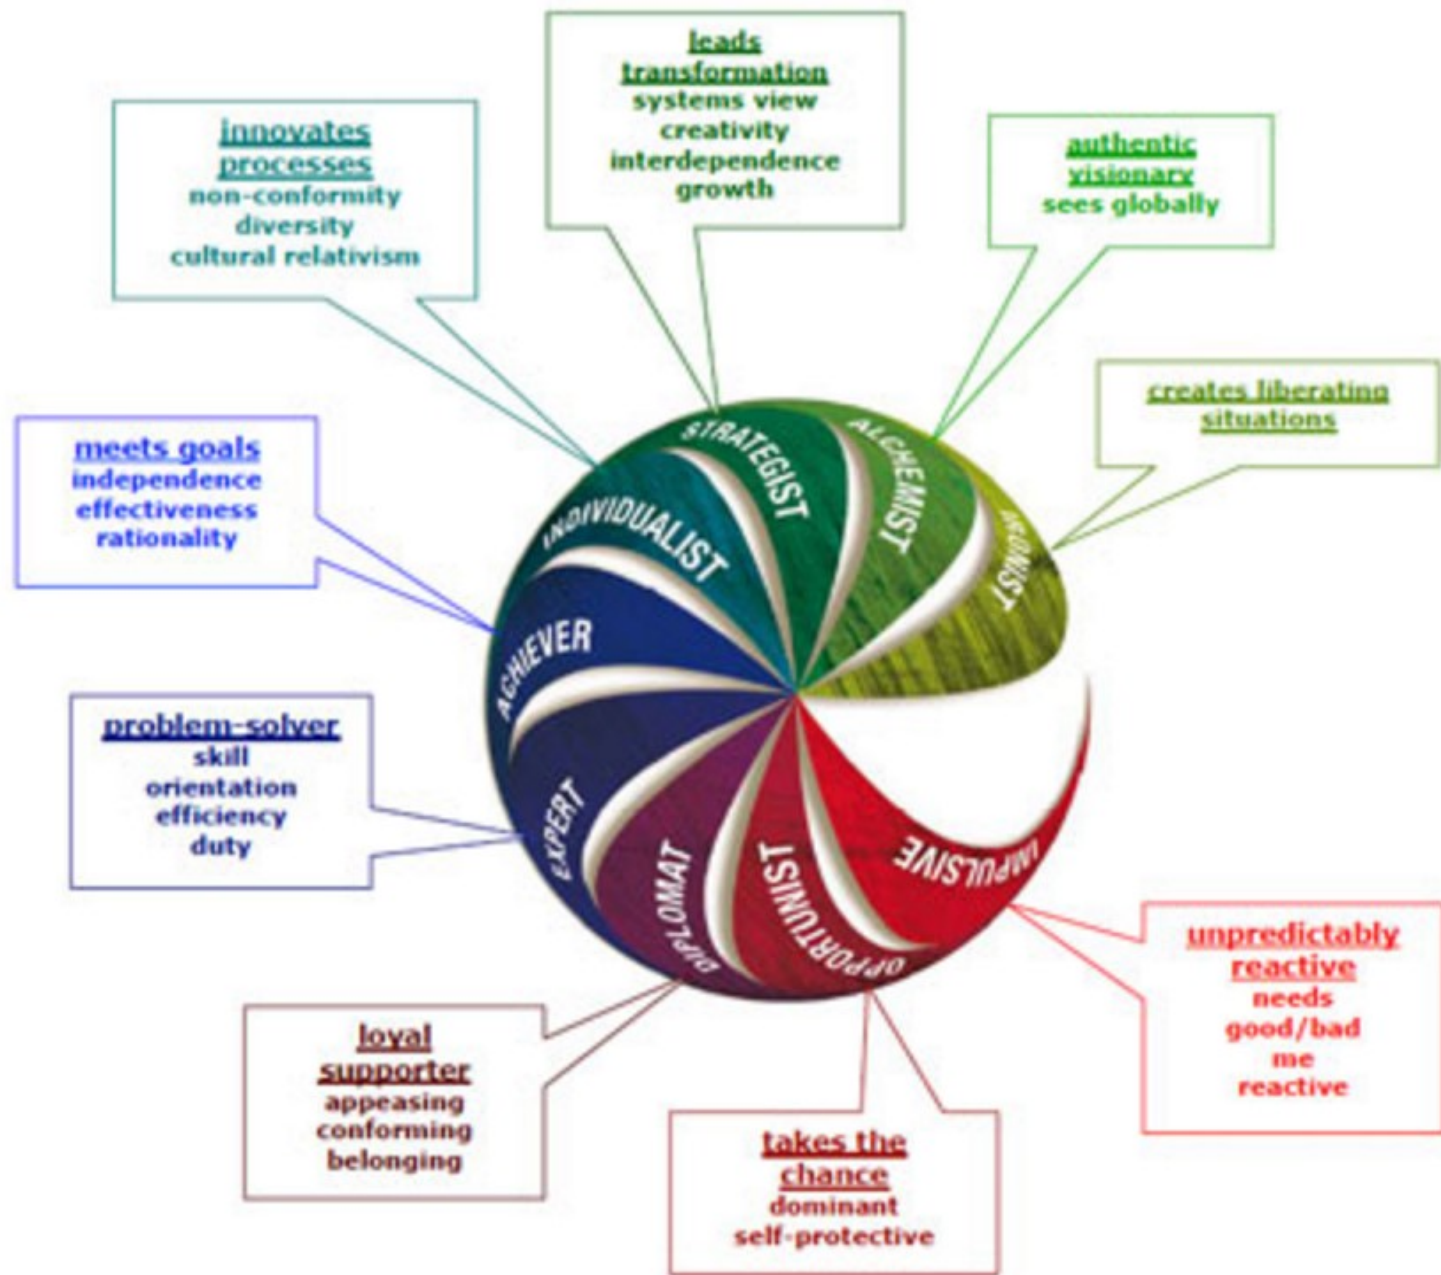 leads
transformation
systems view
creativity
interdependence
growth
innovates
processes
non-conformity
diversity
cultural relativism
authentic
visionary
sees globally
creates liberating
situations
meets goals
independence
effectiveness
rationality
STRATEGIST
ALCHEMIST
INDIVIDUALIST
ACHIEVER
problem-solver
skill
orientation
efficiency
duty
EXPERT
DIPLOMAT
OPPORTUNIST
IMPULSIVE
unpredictably
reactive
needs
good/bad
me
reactive
loyal
supporter
appeasing
conforming
belonging
takes the
chance
dominant
self-protective